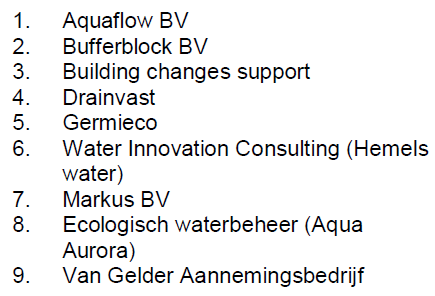 1. Aquaflow BV
2. Bufferblock BV
3. Building changes support
4. Drainvast
5. Germieco
6. Water Innovation Consulting (Hemels
water)
7. Markus BV
8. Ecologisch waterbeheer (Aqua
Aurora)
9. Van Gelder Aannemingsbedrijf